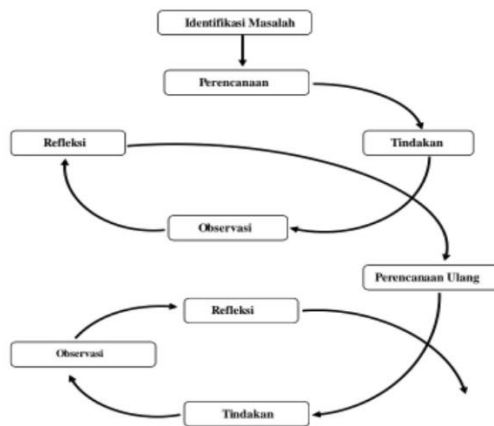 Identifikasi Masalah
Perencanaan
Tindakan
Observasi
Refleksi
Perencanaan Ulang
Tindakan
Observasi
Refleksi